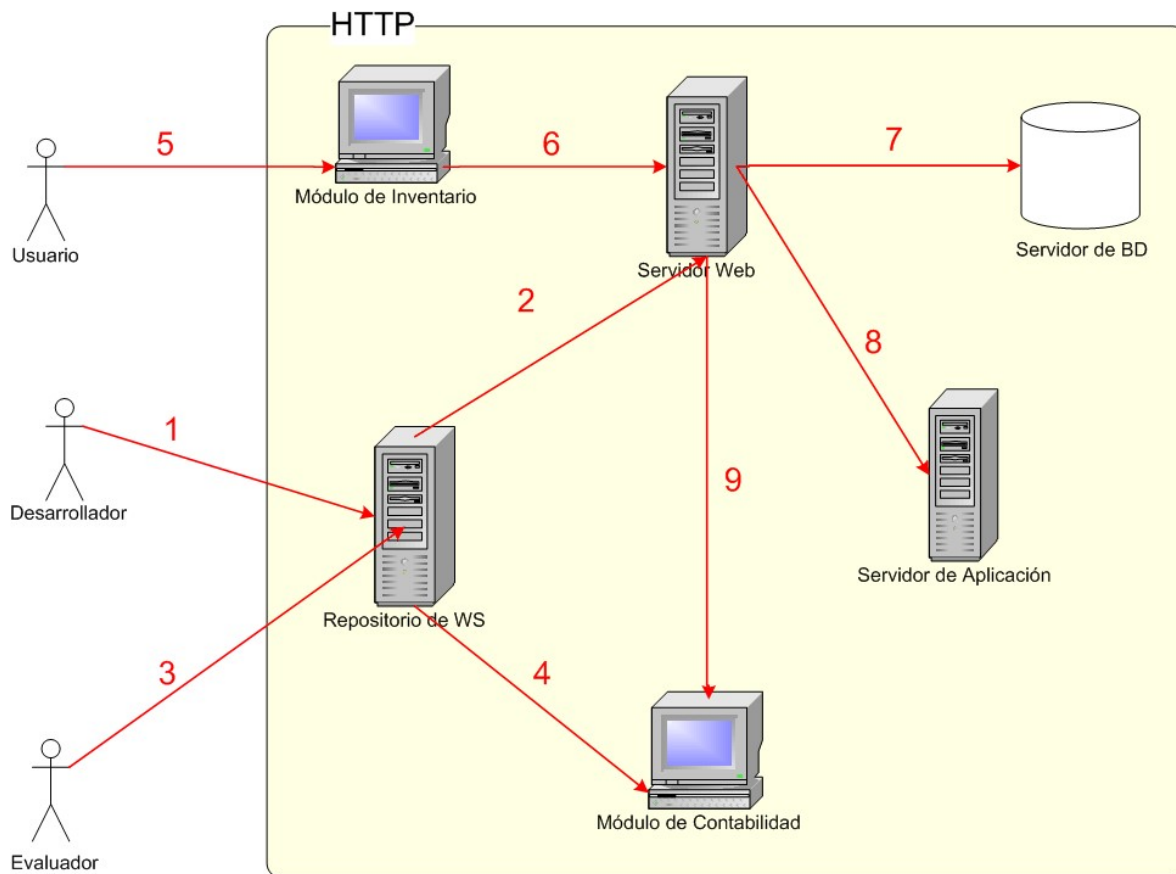 HTTP
5
6
7
Módulo de Inventario
Usuario
Servidor Web
Servidor de BD
2
8
1
9
Desarrollador
Servidor de Aplicación
Repositorio de WS
3
4
Módulo de Contabilidad
Evaluador